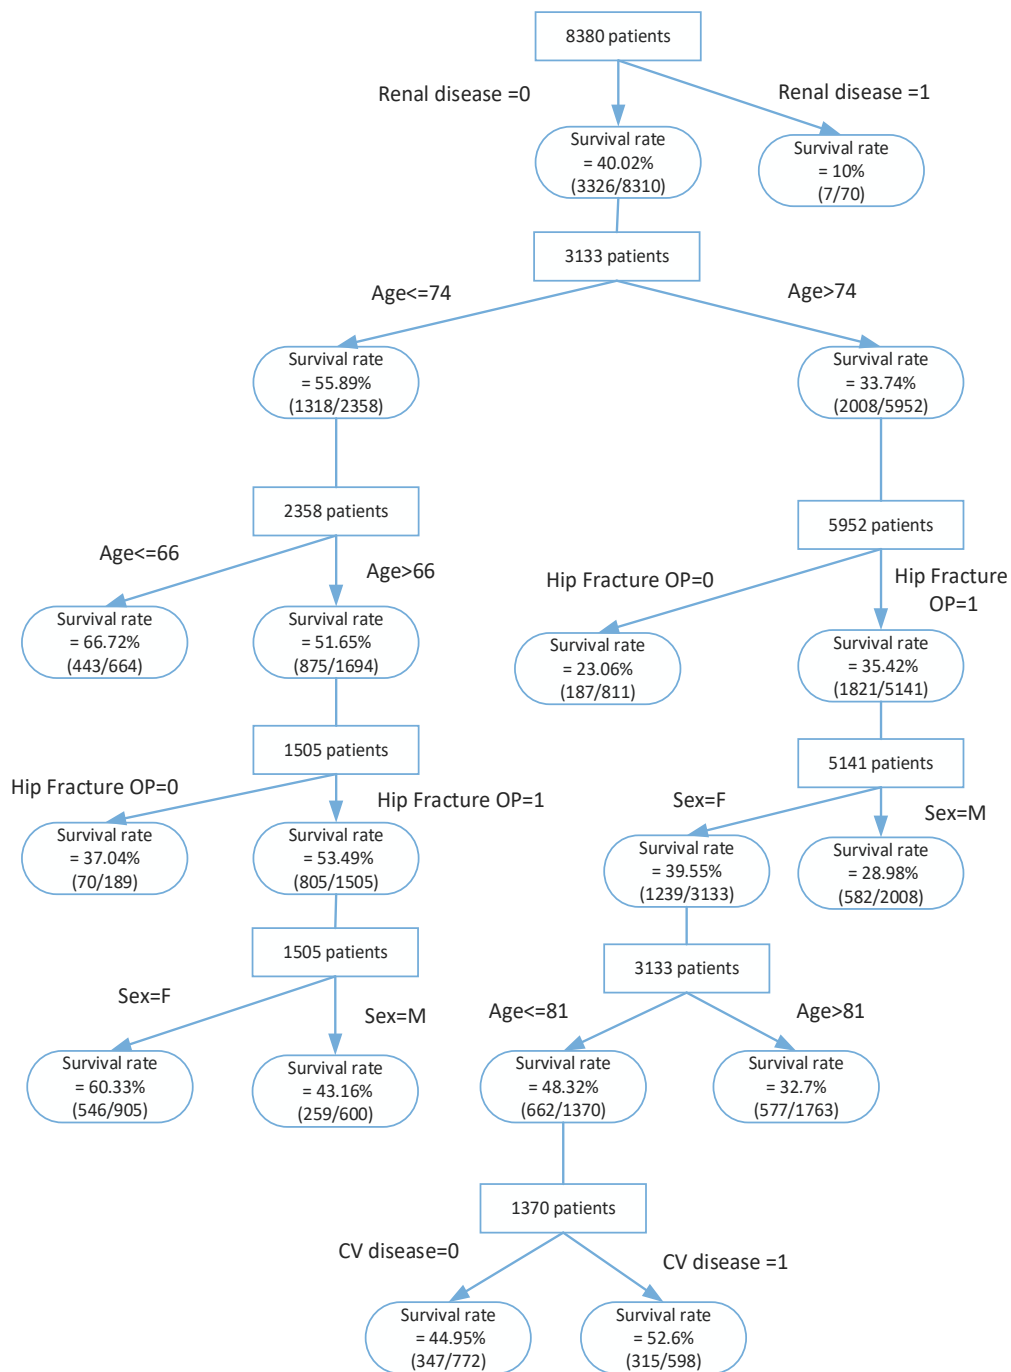 8380 patients
Renal disease =0
Renal disease =1
Survival rate
= 40.02%
(3326/8310)
Survival rate
= 10%
(7/70)
3133 patients
Age<=74
Age>74
Survival rate
= 55.89%
(1318/2358)
Survival rate
= 33.74%
(2008/5952)
2358 patients
5952 patients
Age<=66
Age>66
Hip Fracture OP=0
Hip Fracture
OP=1
Survival rate
= 66.72%
(443/664)
Survival rate
= 51.65%
(875/1694)
Survival rate
= 23.06%
(187/811)
Survival rate
= 35.42%
(1821/5141)
1505 patients
5141 patients
Hip Fracture OP=0
Hip Fracture OP=1
Sex=F
Sex=M
Survival rate
= 37.04%
(70/189)
Survival rate
= 53.49%
(805/1505)
Survival rate
= 39.55%
(1239/3133)
Survival rate
= 28.98%
(582/2008)
1505 patients
3133 patients
Sex=F
Sex=M
Age<=81
Age>81
Survival rate
= 60.33%
(546/905)
Survival rate
= 43.16%
(259/600)
Survival rate
= 48.32%
(662/1370)
Survival rate
= 32.7%
(577/1763)
1370 patients
CV disease=0
CV disease =1
Survival rate
= 44.95%
(347/772)
Survival rate
= 52.6%
(315/598)